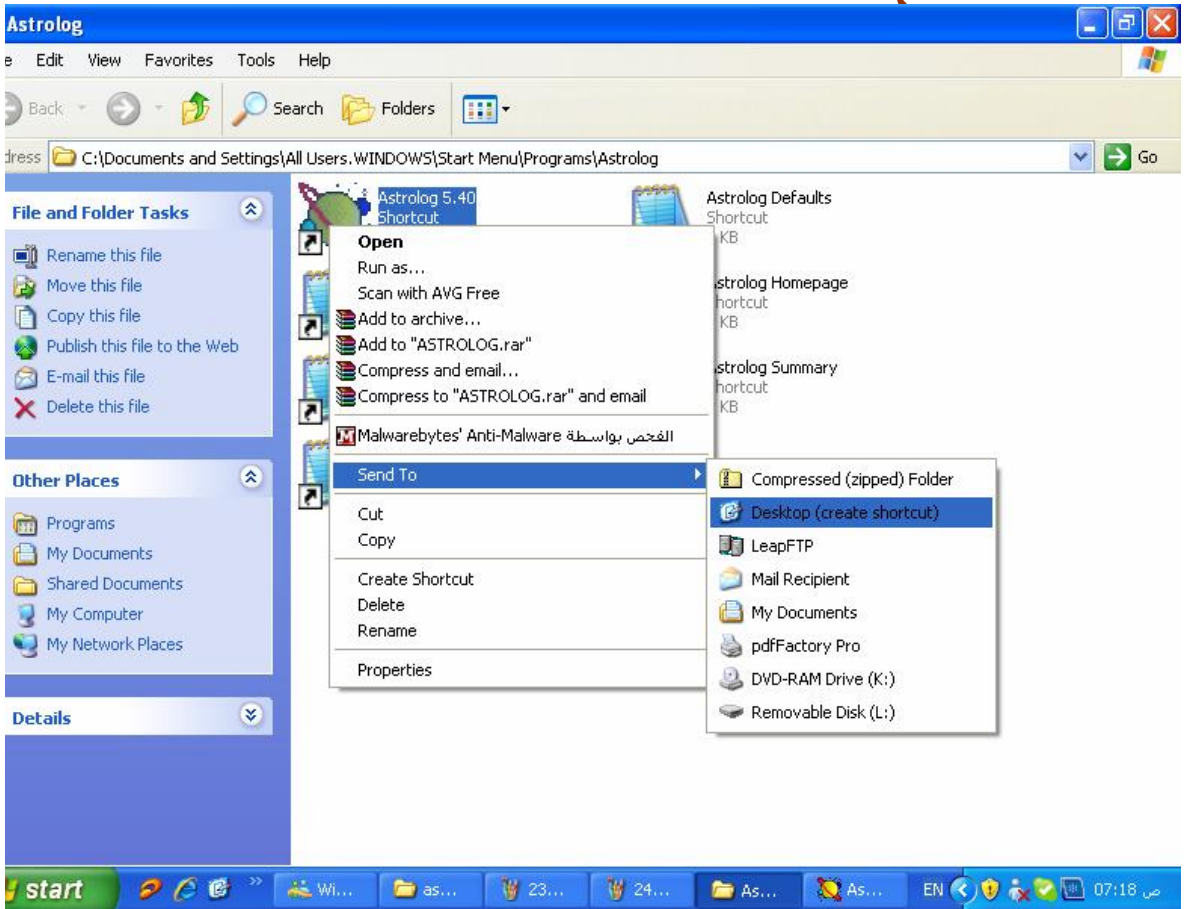 Astrolog
e Edit View Favorites Tools Help
Back Search Folders
dress C:\Documents and Settings\All Users.WINDOWS\Start Menu\Programs\Astrolog Go
File and Folder Tasks
Rename this file
Move this file
Copy this file
Publish this file to the Web
E-mail this file
Delete this file
Other Places
Programs
My Documents
Shared Documents
My Computer
My Network Places
Details
Astrolog 5.40
Shortcut
Astrolog Defaults
Shortcut
KB
strolog Homepage
hortcut
KB
strolog Summary
hortcut
KB
Open
Run as...
Scan with AVG Free
Add to archive...
Add to "ASTROLOG.rar"
Compress and email...
Compress to "ASTROLOG.rar" and email
الفحص بواسطة Malwarebytes' Anti-Malware
Send To
Cut
Copy
Create Shortcut
Delete
Rename
Properties
Compressed (zipped) Folder
Desktop (create shortcut)
LeapFTP
Mail Recipient
My Documents
pdfFactory Pro
DVD-RAM Drive (K:)
Removable Disk (L:)
start Wi... as... 23... 24... As... As... EN 07:18 ص